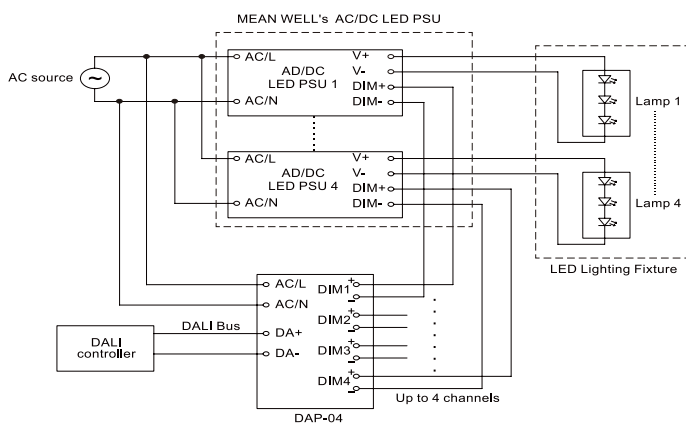 MEAN WELL's AC/DC LED PSU
AC source
~
AC/L
AC/N
AD/DC
LED PSU 1
V+
V-
DIM+
DIM-
Lamp 1
AC/L
AC/N
AD/DC
LED PSU 4
V+
V-
DIM+
DIM-
Lamp 4
LED Lighting Fixture
AC/L
AC/N
DA+
DA-
DIM1
+
-
DIM2
+
-
DIM3
+
-
DIM4
+
-
DALI
controller
DALI Bus
Up to 4 channels
DAP-04